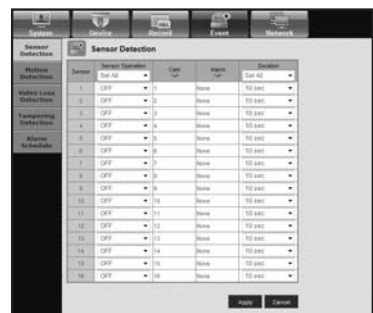 System Device Record Event Network
Sensor Detection
Motion Detection
Video Loss Detection
Tampering Detection
Alarm Schedule
Sensor Detection
Sensor Sensor Operation Cam Alarm Duration
Set All Set All
1 OFF 1 None 10 sec.
2 OFF 2 None 10 sec.
3 OFF 3 None 10 sec.
4 OFF 4 None 10 sec.
5 OFF 5 None 10 sec.
6 OFF 6 None 10 sec.
7 OFF 7 None 10 sec.
8 OFF 8 None 10 sec.
9 OFF 9 None 10 sec.
10 OFF 10 None 10 sec.
11 OFF 11 None 10 sec.
12 OFF 12 None 10 sec.
13 OFF 13 None 10 sec.
14 OFF 14 None 10 sec.
15 OFF 15 None 10 sec.
16 OFF 16 None 10 sec.
Apply Cancel